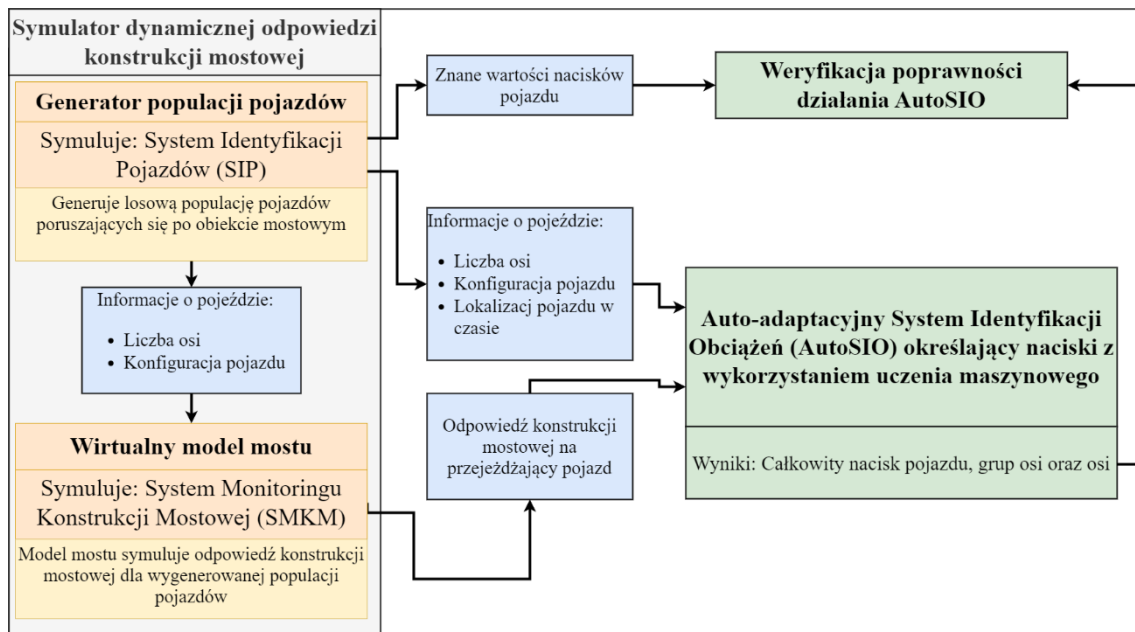 Symulator dynamicznej odpowiedzi
konstrukcji mostowej
Generator populacji pojazdów
Symuluje: System Identyfikacji
Pojazdów (SIP)
Generuje losową populację pojazdów
poruszających się po obiekcie mostowym
Informacje o pojeździe:
• Liczba osi
• Konfiguracja pojazdu
Wirtualny model mostu
Symuluje: System Monitoringu
Konstrukcji Mostowej (SMKM)
Model mostu symuluje odpowiedź konstrukcji
mostowej dla wygenerowanej populacji
pojazdów
Znane wartości nacisków
pojazdu
Informacje o pojeździe:
• Liczba osi
• Konfiguracja pojazdu
• Lokalizacj pojazdu w
czasie
Odpowiedź konstrukcji
mostowej na
przejeżdżający pojazd
Weryfikacja poprawności
działania AutoSIO
Auto-adaptacyjny System Identyfikacji
Obciążeń (AutoSIO) określający naciski z
wykorzystaniem uczenia maszynowego
Wyniki: Całkowity nacisk pojazdu, grup osi oraz osi